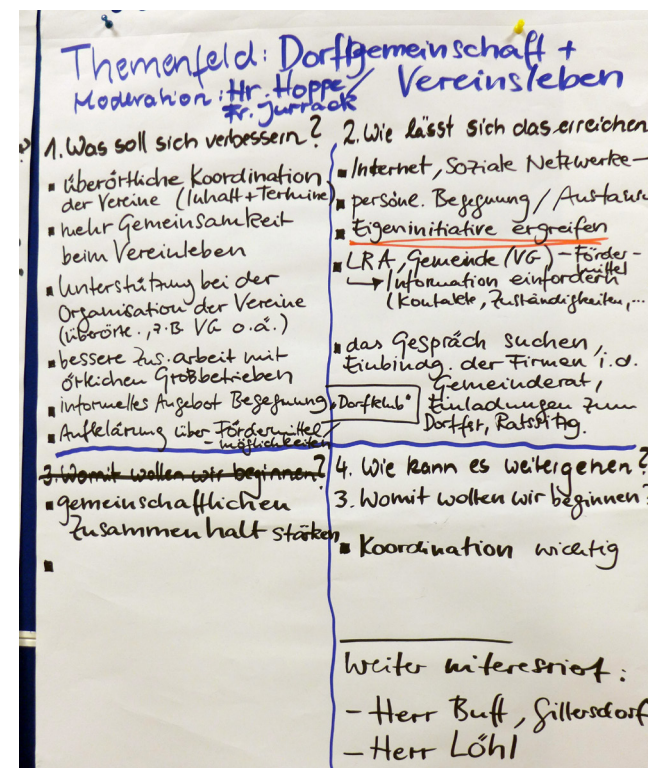 Themenfeld: Dorfgemeinschaft +
Vereinsleben
Moderation: Hr. Hoppe /
Fr. Jurrack
1. Was soll sich verbessern?
▪ überörtliche Koordination
der Vereine (Inhalt + Termine)
▪ mehr Gemeinsamkeit
beim Vereinleben
▪ Unterstützung bei der
Organisation der Vereine
(überörtl., z.B. VG o.ä.)
▪ bessere Zus.arbeit mit
örtlichen Großbetrieben
▪ informelles Angebot Begegnung
"Dorfklub"
▪ Aufklärung über Fördermittel-
möglichkeiten
2. Wie lässt sich das erreichen
▪ Internet, Soziale Netzwerke –
▪ persönl. Begegnung / Austausch
▪ Eigeninitiative ergreifen
▪ LRA, Gemeinde (VG) – Förder-
mittel
→ Information einfordern
(Kontakte, Zuständigkeiten, ...
▪ das Gespräch suchen,
Einbindg. der Firmen i.d.
Gemeinderat,
Einladungen zum
Dorffst, Ratssitzg.
3. Womit wollen wir beginnen?
▪ gemeinschaftlichen
Zusammenhalt stärken
4. Wie kann es weitergehen?
3. Womit wollen wir beginnen?
▪ Koordination wichtig
Weiter interessiert:
– Herr Buff, Gillersdorf
– Herr Löhl